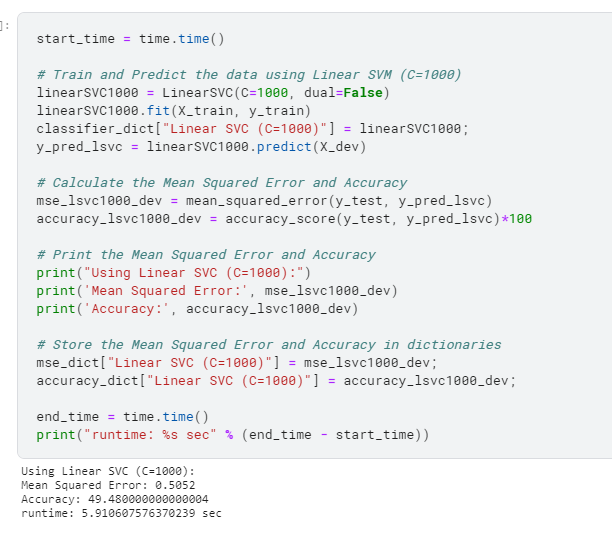 ]:
start_time = time.time()
# Train and Predict the data using Linear SVM (C=1000)
linearSVC1000 = LinearSVC(C=1000, dual=False)
linearSVC1000.fit(X_train, y_train)
classifier_dict["Linear SVC (C=1000)"] = linearSVC1000;
y_pred_lsvc = linearSVC1000.predict(X_dev)
# Calculate the Mean Squared Error and Accuracy
mse_lsvc1000_dev = mean_squared_error(y_test, y_pred_lsvc)
accuracy_lsvc1000_dev = accuracy_score(y_test, y_pred_lsvc)*100
# Print the Mean Squared Error and Accuracy
print("Using Linear SVC (C=1000):")
print('Mean Squared Error:', mse_lsvc1000_dev)
print('Accuracy:', accuracy_lsvc1000_dev)
# Store the Mean Squared Error and Accuracy in dictionaries
mse_dict["Linear SVC (C=1000)"] = mse_lsvc1000_dev;
accuracy_dict["Linear SVC (C=1000)"] = accuracy_lsvc1000_dev;
end_time = time.time()
print("runtime: %s sec" % (end_time - start_time))
Using Linear SVC (C=1000):
Mean Squared Error: 0.5052
Accuracy: 49.480000000000004
runtime: 5.910607576370239 sec